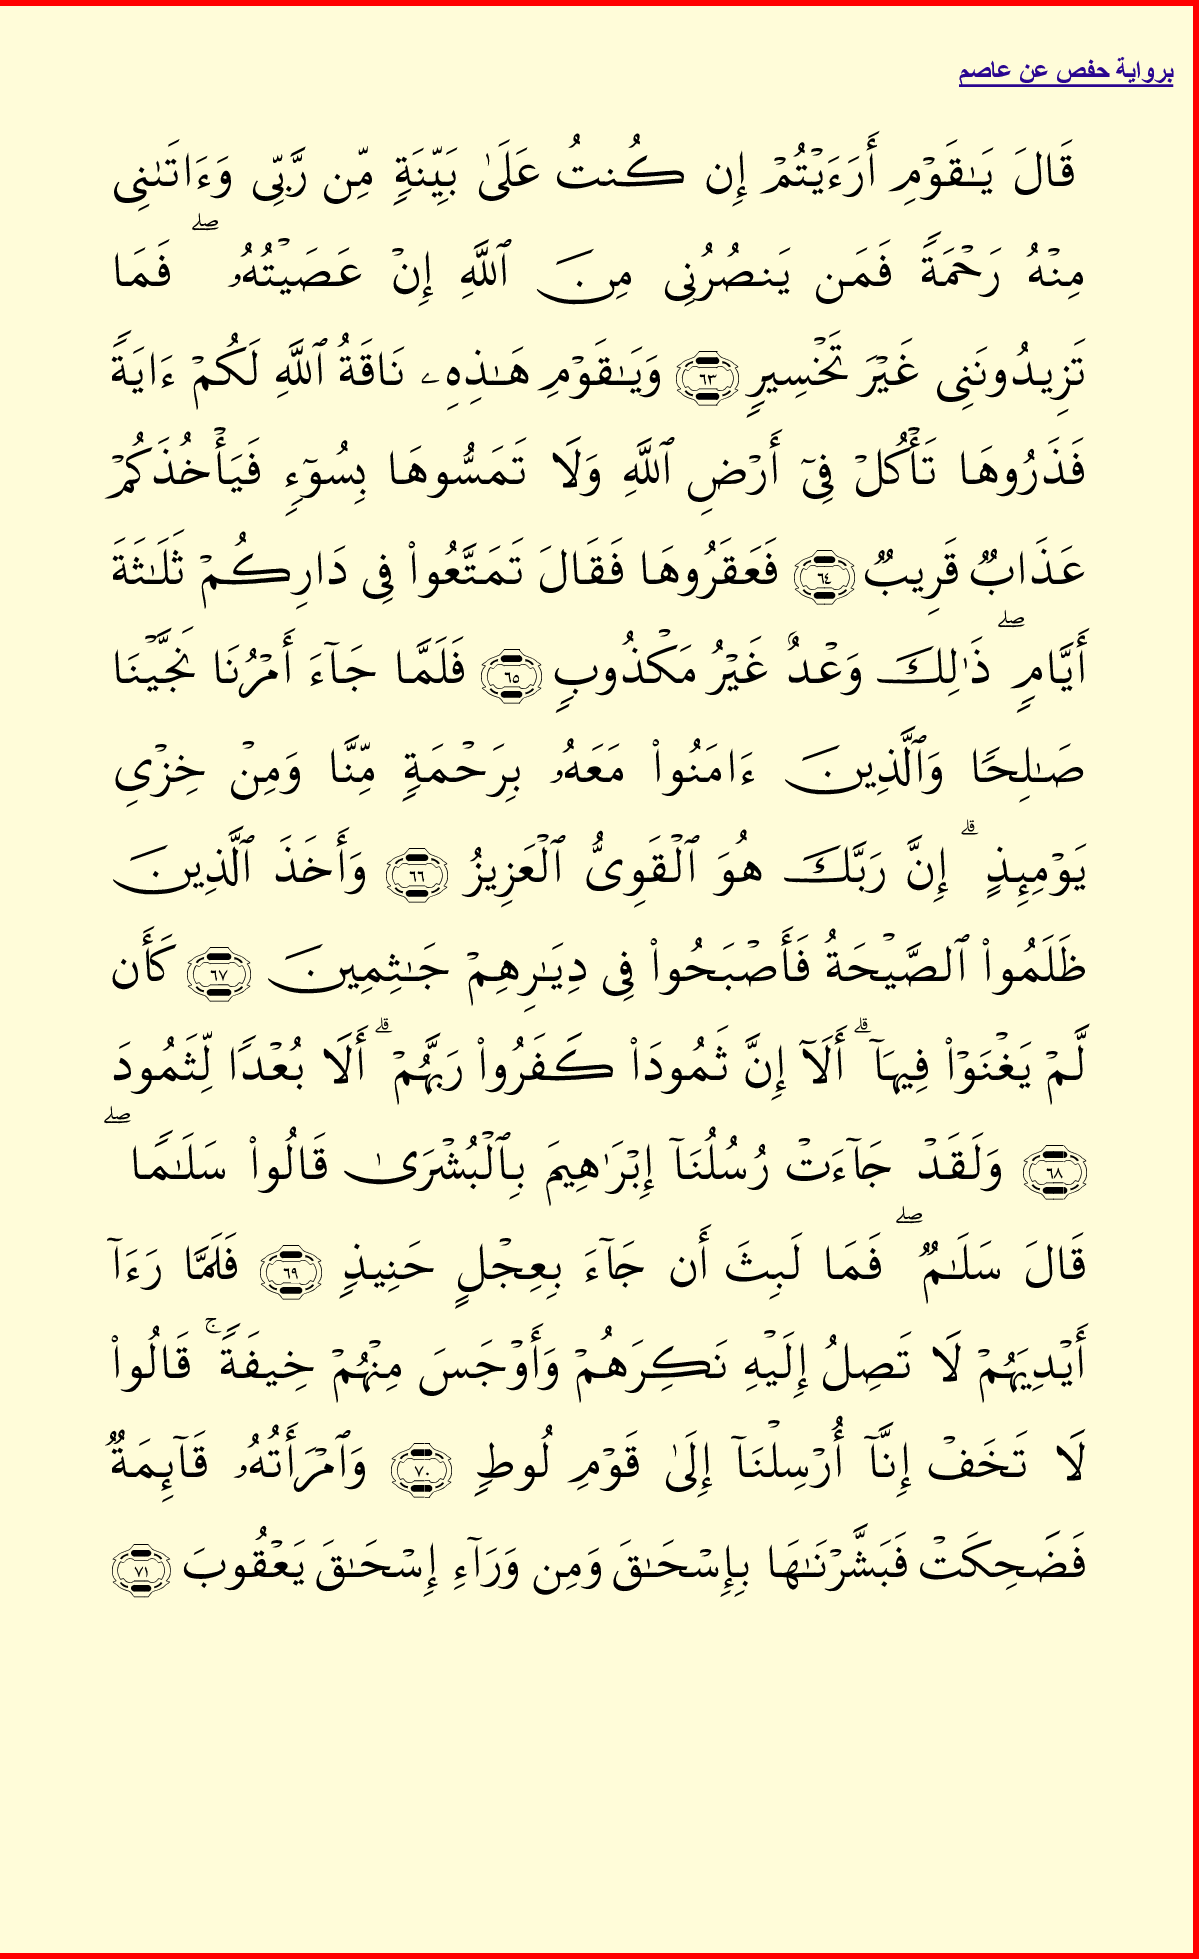 برواية حفص عن عاصم
قَالَ يَـٰقَوْمِ أَرَءَيْتُمْ إِن كُنتُ عَلَىٰ بَيِّنَةٍ مِّن رَّبِّى وَءَاتَىٰنِى
مِنْهُ رَحْمَةً فَمَن يَنصُرُنِى مِنَ ٱللَّهِ إِنْ عَصَيْتُهُۥ ۖ فَمَا
تَزِيدُونَنِى غَيْرَ تَخْسِيرٍ ٦٣ وَيَـٰقَوْمِ هَـٰذِهِۦ نَاقَةُ ٱللَّهِ لَكُمْ ءَايَةً
فَذَرُوهَا تَأْكُلْ فِىٓ أَرْضِ ٱللَّهِ وَلَا تَمَسُّوهَا بِسُوٓءٍ فَيَأْخُذَكُمْ
عَذَابٌ قَرِيبٌ ٦٤ فَعَقَرُوهَا فَقَالَ تَمَتَّعُوا۟ فِى دَارِكُمْ ثَلَـٰثَةَ
أَيَّامٍ ۖ ذَٰلِكَ وَعْدٌ غَيْرُ مَكْذُوبٍ ٦٥ فَلَمَّا جَآءَ أَمْرُنَا نَجَّيْنَا
صَـٰلِحًا وَٱلَّذِينَ ءَامَنُوا۟ مَعَهُۥ بِرَحْمَةٍ مِّنَّا وَمِنْ خِزْىِ
يَوْمِئِذٍ ۗ إِنَّ رَبَّكَ هُوَ ٱلْقَوِىُّ ٱلْعَزِيزُ ٦٦ وَأَخَذَ ٱلَّذِينَ
ظَلَمُوا۟ ٱلصَّيْحَةُ فَأَصْبَحُوا۟ فِى دِيَـٰرِهِمْ جَـٰثِمِينَ ٦٧ كَأَن
لَّمْ يَغْنَوْا۟ فِيهَآ ۗ أَلَآ إِنَّ ثَمُودَا۟ كَفَرُوا۟ رَبَّهُمْ ۗ أَلَا بُعْدًا لِّثَمُودَ
٦٨ وَلَقَدْ جَآءَتْ رُسُلُنَآ إِبْرَٰهِيمَ بِٱلْبُشْرَىٰ قَالُوا۟ سَلَـٰمًا ۖ
قَالَ سَلَـٰمٌ ۖ فَمَا لَبِثَ أَن جَآءَ بِعِجْلٍ حَنِيذٍ ٦٩ فَلَمَّا رَءَآ
أَيْدِيَهُمْ لَا تَصِلُ إِلَيْهِ نَكِرَهُمْ وَأَوْجَسَ مِنْهُمْ خِيفَةً ۚ قَالُوا۟
لَا تَخَفْ إِنَّآ أُرْسِلْنَآ إِلَىٰ قَوْمِ لُوطٍ ٧٠ وَٱمْرَأَتُهُۥ قَآئِمَةٌ
فَضَحِكَتْ فَبَشَّرْنَـٰهَا بِإِسْحَـٰقَ وَمِن وَرَآءِ إِسْحَـٰقَ يَعْقُوبَ ٧١